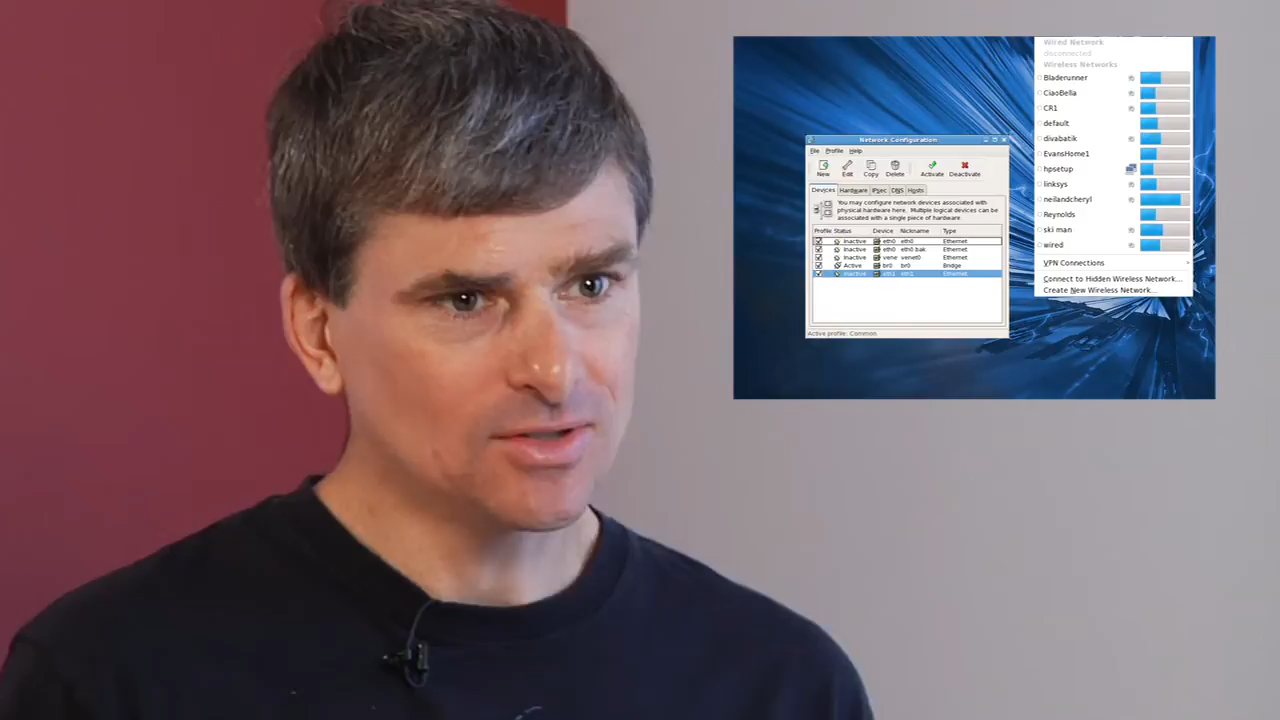 Network Configuration
File Profile Help
New Edit Copy Delete Activate Deactivate
Devices Hardware IPsec DNS Hosts
You may configure network devices associated with
physical hardware here. Multiple logical devices can be
associated with a single piece of hardware.
Profile Status Device Nickname Type
Inactive eth0 eth0 Ethernet
Inactive eth0 eth0.bak Ethernet
Inactive vene venet0 Ethernet
Active br0 br0 Bridge
Inactive eth1 eth1 Ethernet
Active profile: Common
Wired Network
disconnected
Wireless Networks
Bladerunner
CiaoBella
CR1
default
divabatik
EvansHome1
hpsetup
linksys
neilandcheryl
Reynolds
ski man
wired
VPN Connections
Connect to Hidden Wireless Network...
Create New Wireless Network...